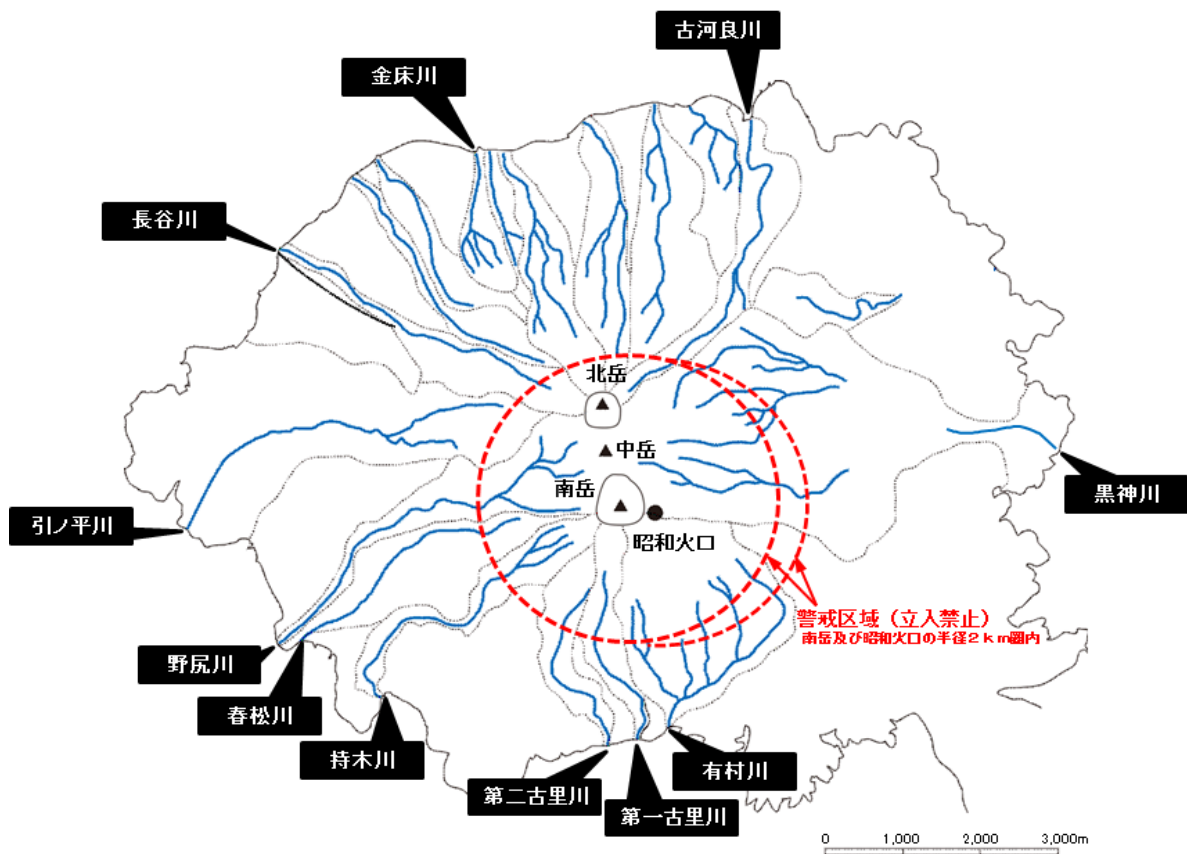 古河良川
金床川
長谷川
北岳
中岳
南岳
昭和火口
黒神川
引ノ平川
警戒区域（立入禁止）
南岳及び昭和火口の半径２ｋｍ圏内
野尻川
春松川
持木川
有村川
第二古里川
第一古里川
0 1,000 2,000 3,000m